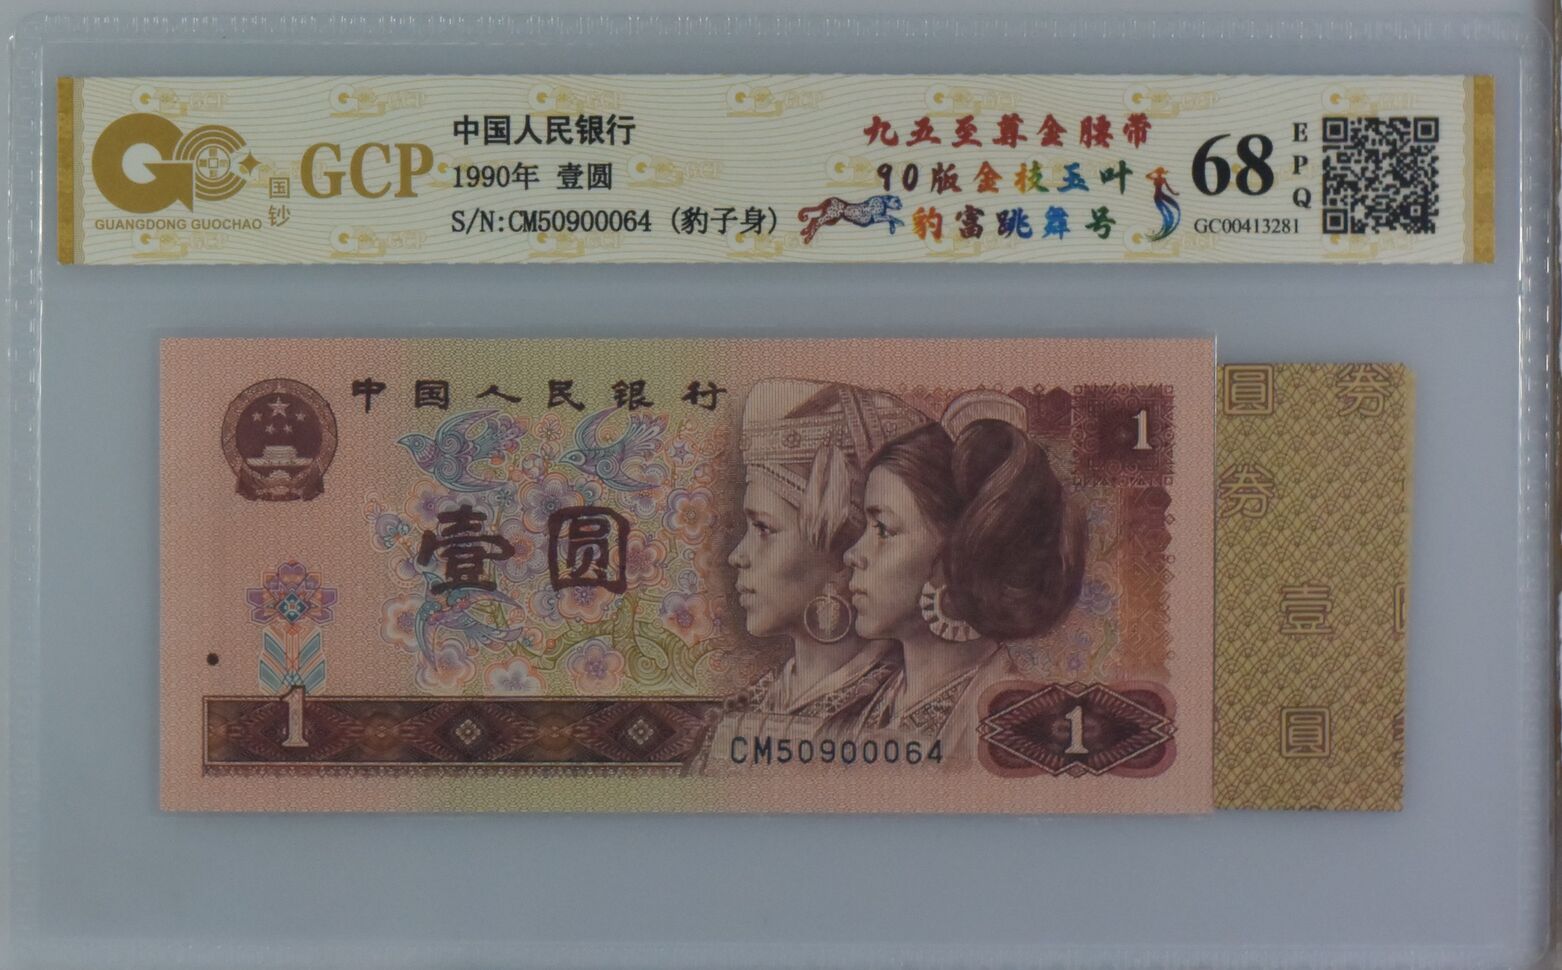 GCP
GUANGDONG GUOCHAO
国钞
中国人民银行
1990年 壹圆
S/N:CM50900064 (豹子身)
九五至尊金腰带
90版金枝玉叶
豹富跳舞号
68
EPQ
GC00413281
中国人民银行
1
壹圆
1
CM50900064
1
圓 券
券
壹
圓